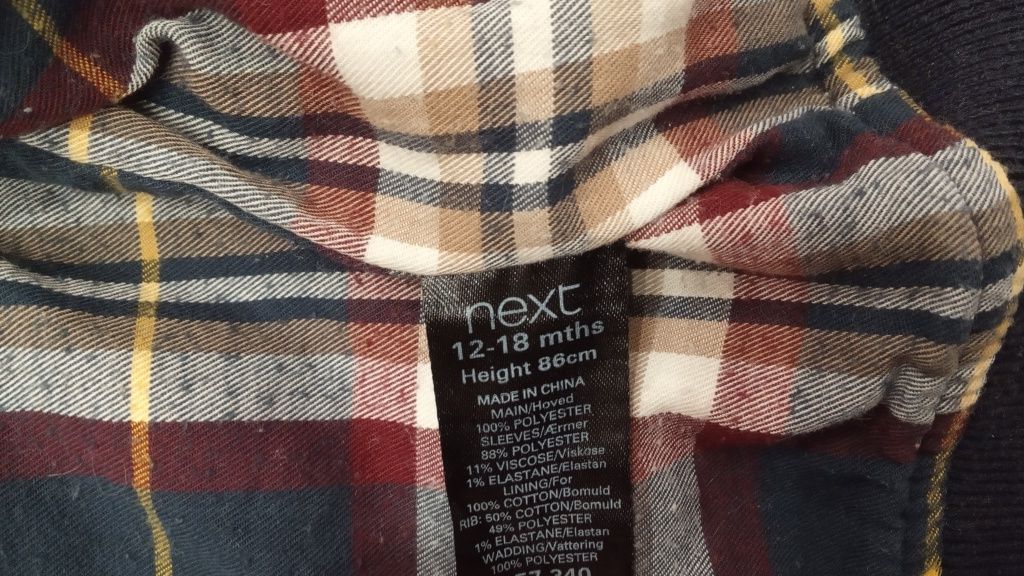 next
12-18 mths
Height 86cm
MADE IN CHINA
MAIN/Hoved
100% POLYESTER
SLEEVES/Ærmer
88% POLYESTER
11% VISCOSE/Viskose
1% ELASTANE/Elastan
LINING/For
100% COTTON/Bomuld
RIB: 50% COTTON/Bomuld
49% POLYESTER
1% ELASTANE/Elastan
WADDING/Vattering
100% POLYESTER